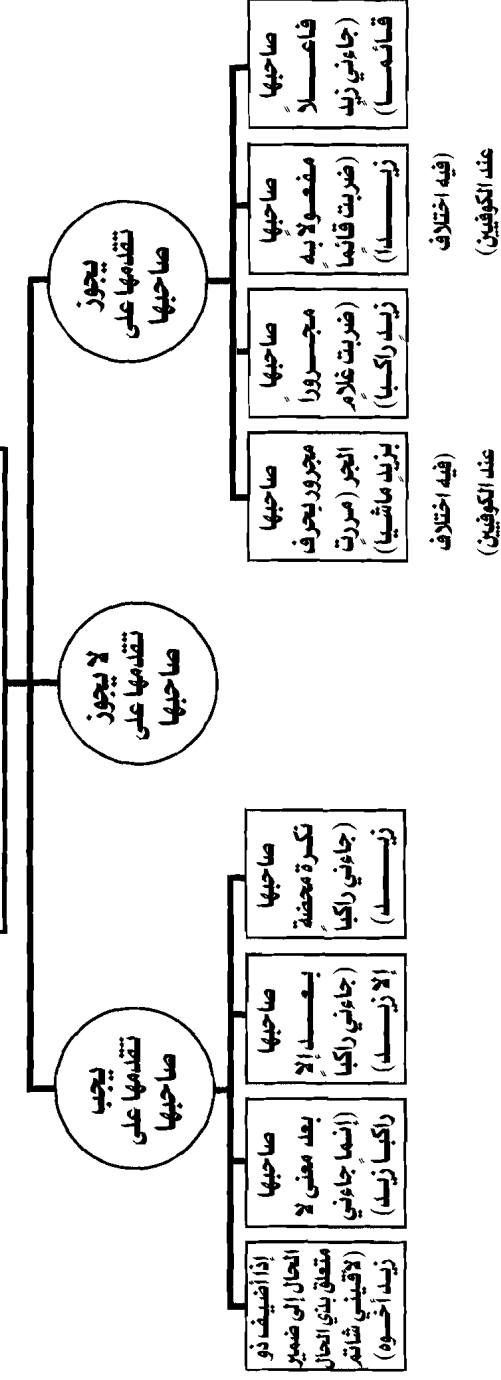 يجوز
تقدمها على
صاحبها
لا يجوز
تقدمها على
صاحبها
يجب
تقدمها على
صاحبها
صاحبها
فاعلاً
(جاءني زيد
قائما)
صاحبها
مفعولا به
(ضربت قائماً
زيداً)
(فيه اختلاف
عند الكوفيين)
صاحبها
مجروراً
(ضربت غلام
زيد راكباً)
صاحبها
مجرور بحرف
الجر (مررت
بزيد ماشياً)
(فيه اختلاف
عند الكوفيين)
صاحبها
نكرة محضة
(جاءني راكباً
زيد)
صاحبها
بعد إلا
(جاءني راكباً
إلا زيد)
صاحبها
بعد معنى لا
(إنما جاءني
راكباً زيد)
إذا أضيف ذو
الحال إلى ضمير
متعلق بذي الحال
(لاقيني شاتم
زيد أخوه)